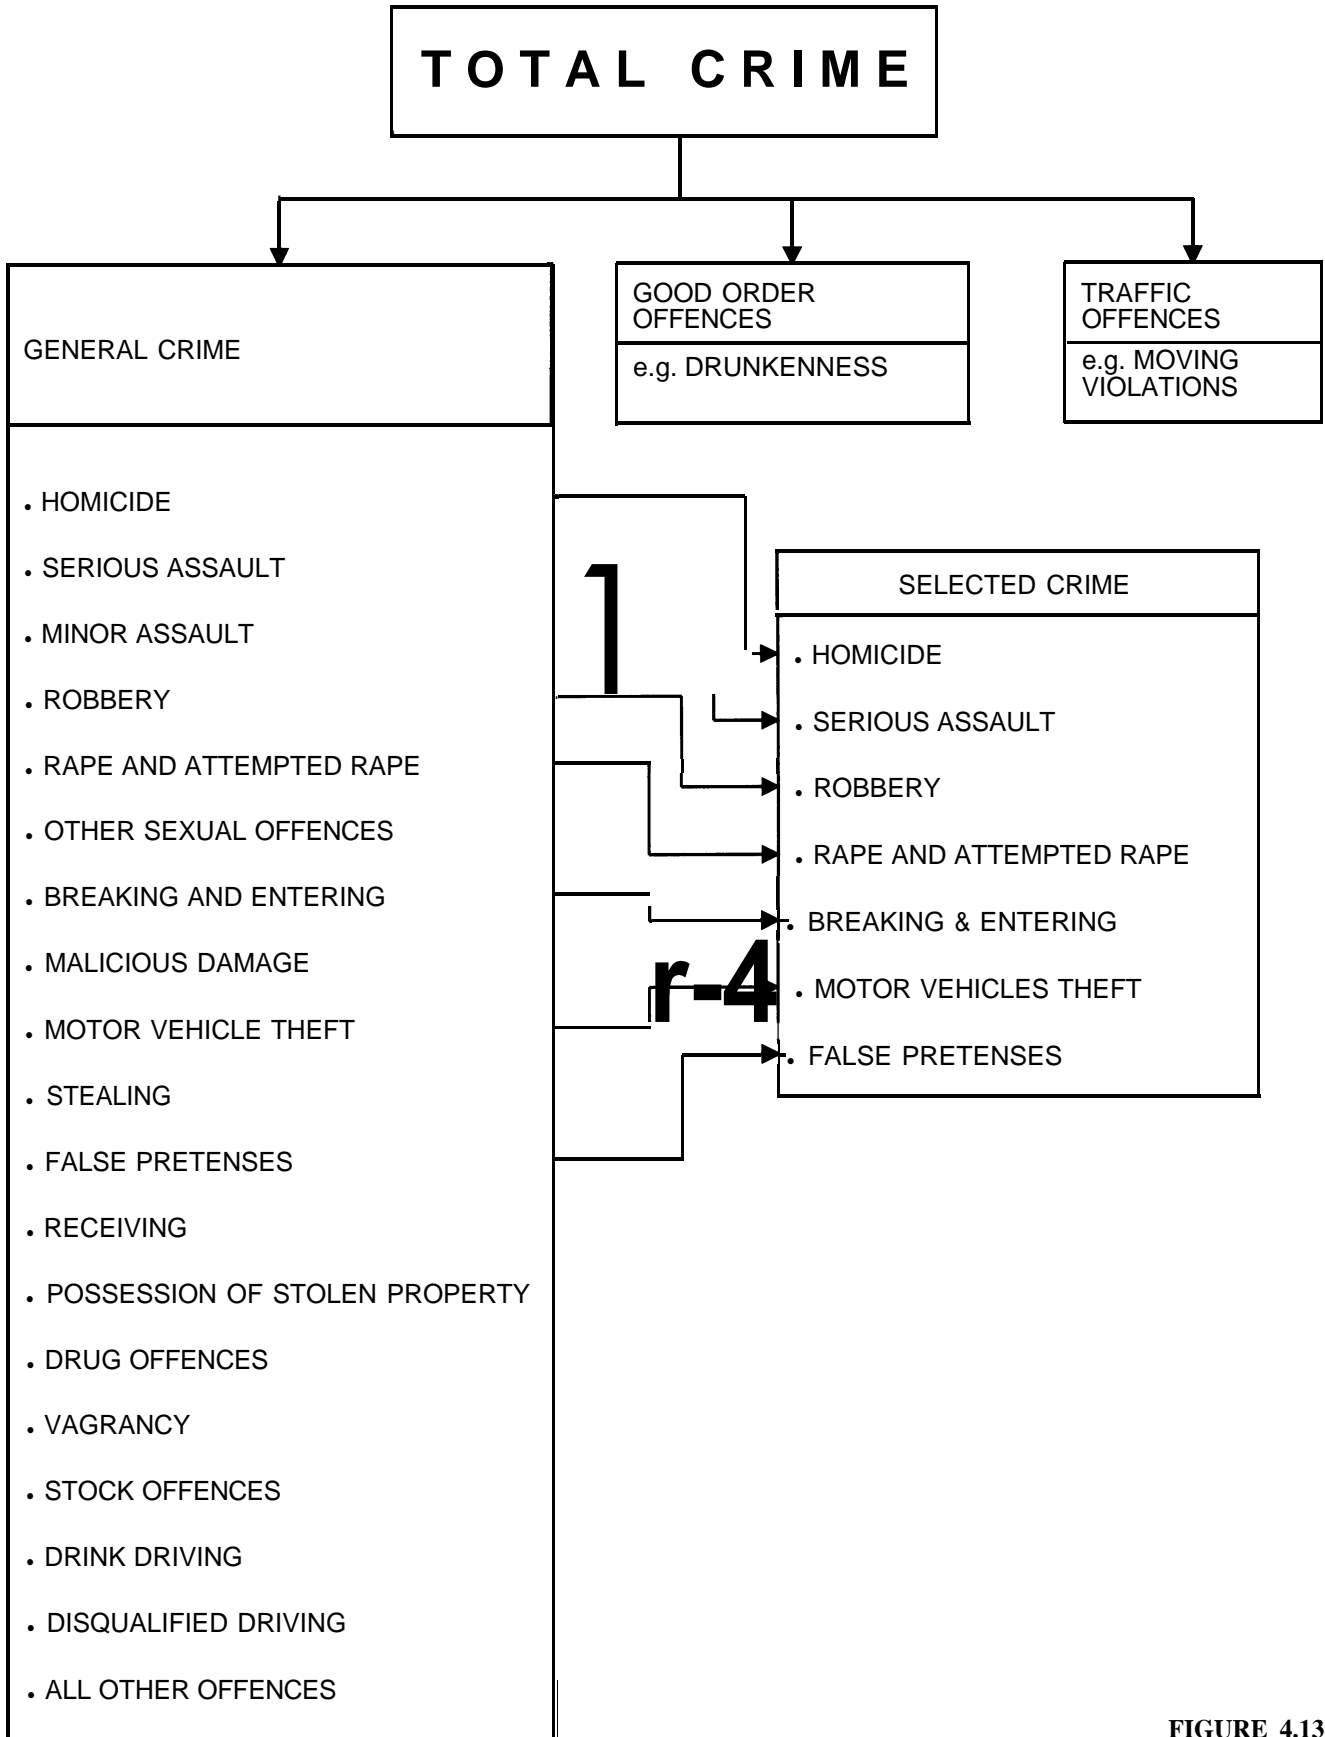 TOTAL CRIME
GENERAL CRIME
. HOMICIDE
. SERIOUS ASSAULT
. MINOR ASSAULT
. ROBBERY
. RAPE AND ATTEMPTED RAPE
. OTHER SEXUAL OFFENCES
. BREAKING AND ENTERING
. MALICIOUS DAMAGE
. MOTOR VEHICLE THEFT
. STEALING
. FALSE PRETENSES
. RECEIVING
. POSSESSION OF STOLEN PROPERTY
. DRUG OFFENCES
. VAGRANCY
. STOCK OFFENCES
. DRINK DRIVING
. DISQUALIFIED DRIVING
. ALL OTHER OFFENCES
GOOD ORDER
OFFENCES
e.g. DRUNKENNESS
TRAFFIC
OFFENCES
e.g. MOVING
VIOLATIONS
1
r-4
SELECTED CRIME
. HOMICIDE
. SERIOUS ASSAULT
. ROBBERY
. RAPE AND ATTEMPTED RAPE
. BREAKING & ENTERING
. MOTOR VEHICLES THEFT
. FALSE PRETENSES
FIGURE 4.13